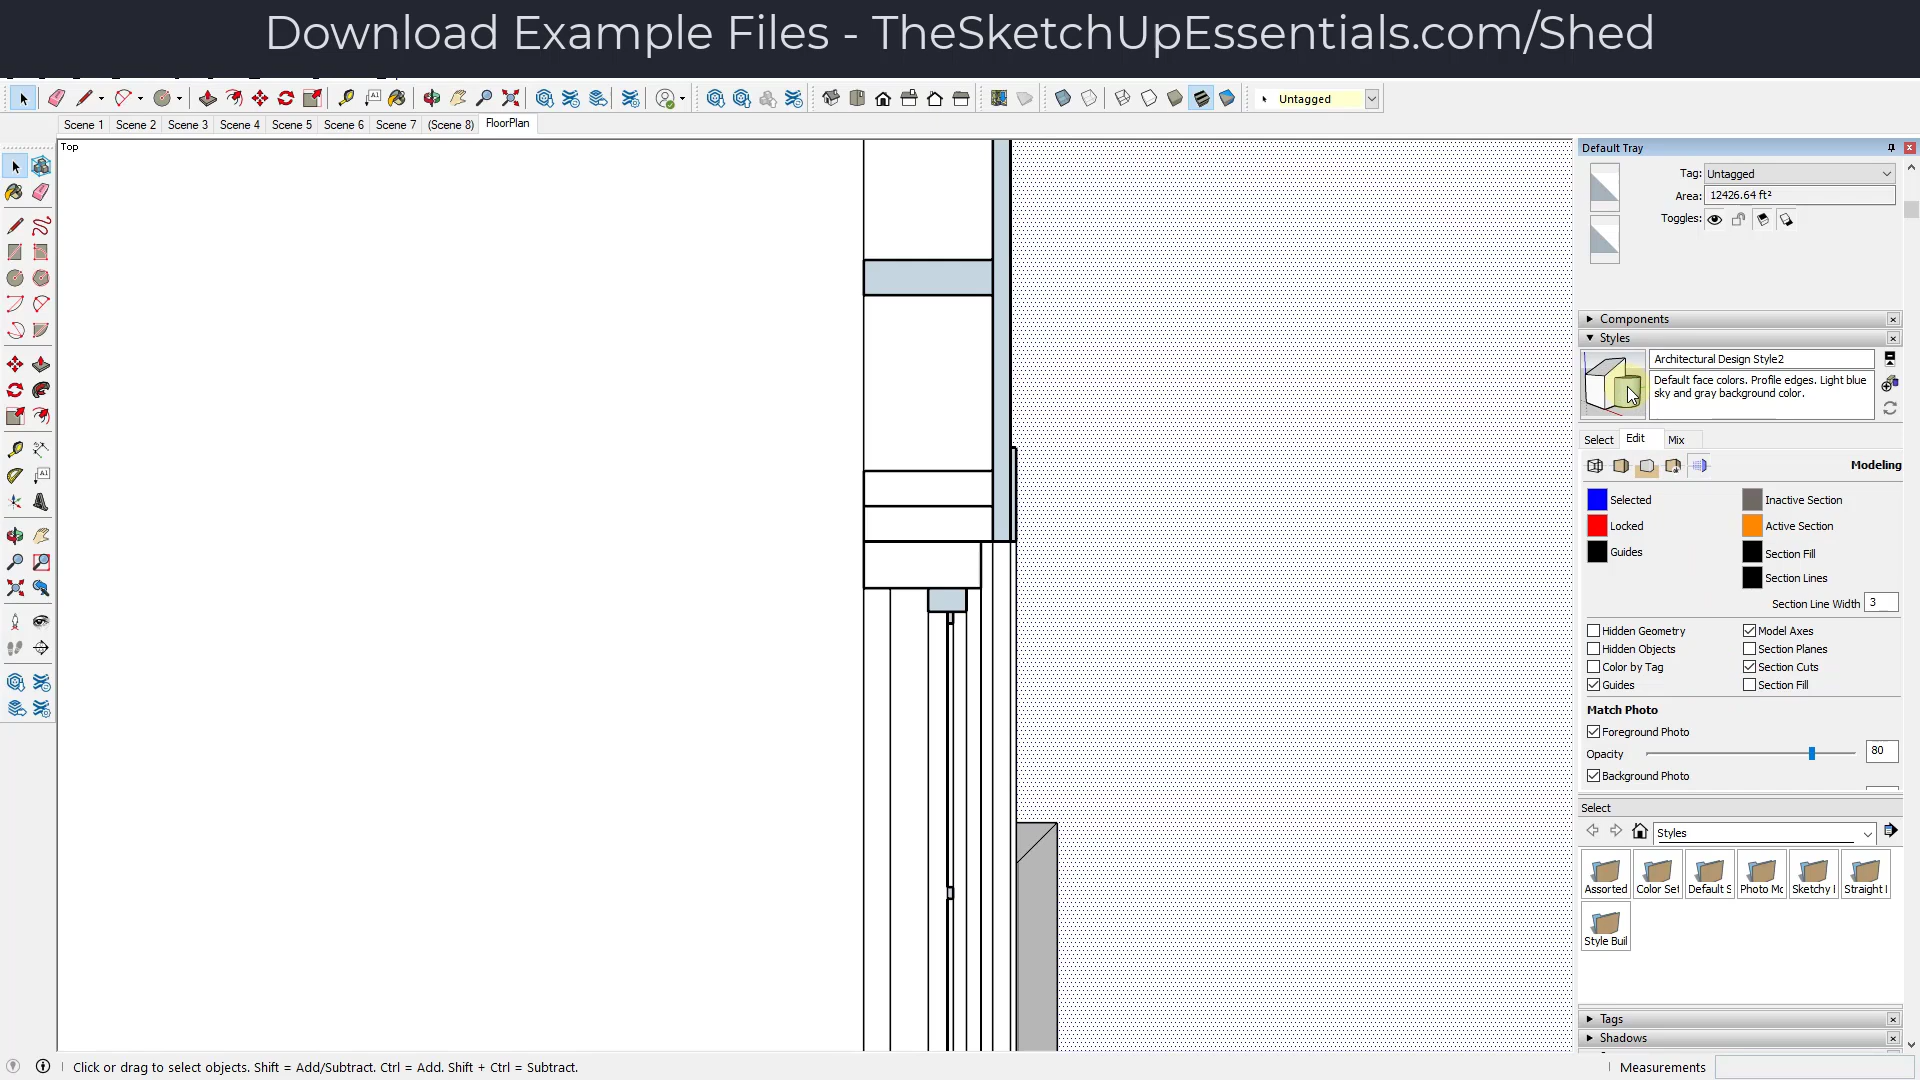 Download Example Files - TheSketchUpEssentials.com/Shed
Untagged
Scene 1 Scene 2 Scene 3 Scene 4 Scene 5 Scene 6 Scene 7 (Scene 8) FloorPlan
Top
Default Tray
Tag: Untagged
Area: 12426.64 ft²
Toggles:
Components
Styles
Architectural Design Style2
Default face colors. Profile edges. Light blue
sky and gray background color.
Select Edit Mix
Modeling
Selected Inactive Section
Locked Active Section
Guides Section Fill
Section Lines
Section Line Width 3
Hidden Geometry Model Axes
Hidden Objects Section Planes
Color by Tag Section Cuts
Guides Section Fill
Match Photo
Foreground Photo
Opacity 80
Background Photo
Select
Styles
Assorted Color Set Default S Photo Mo Sketchy Straight
Style Buil
Tags
Shadows
Click or drag to select objects. Shift = Add/Subtract. Ctrl = Add. Shift + Ctrl = Subtract.
Measurements